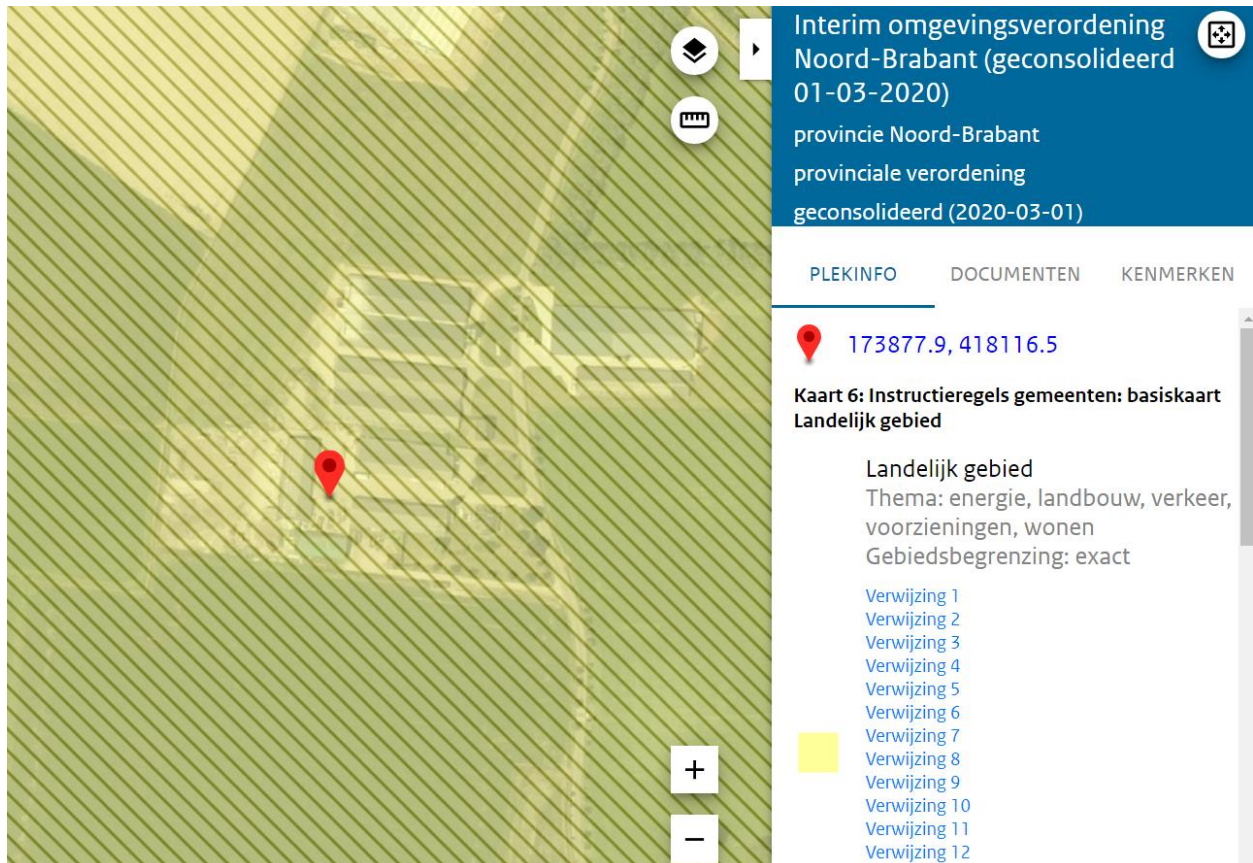 Interim omgevingsverordening
Noord-Brabant (geconsolideerd
01-03-2020)
provincie Noord-Brabant
provinciale verordening
geconsolideerd (2020-03-01)
PLEKINFO DOCUMENTEN KENMERKEN
173877.9, 418116.5
Kaart 6: Instructieregels gemeenten: basiskaart
Landelijk gebied
Landelijk gebied
Thema: energie, landbouw, verkeer,
voorzieningen, wonen
Gebiedsbegrenzing: exact
Verwijzing 1
Verwijzing 2
Verwijzing 3
Verwijzing 4
Verwijzing 5
Verwijzing 6
Verwijzing 7
Verwijzing 8
Verwijzing 9
Verwijzing 10
Verwijzing 11
Verwijzing 12